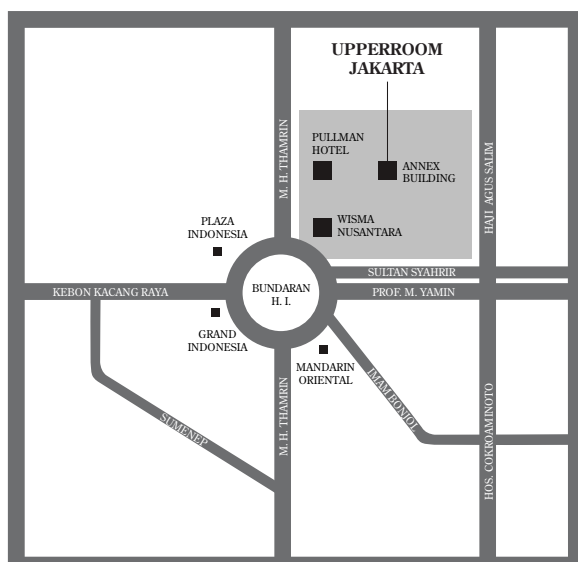 UPPERROOM
JAKARTA
PULLMAN
HOTEL
ANNEX
BUILDING
WISMA
NUSANTARA
M. H. THAMRIN
HAJI AGUS SALIM
PLAZA
INDONESIA
SULTAN SYAHRIR
KEBON KACANG RAYA
BUNDARAN
H. I.
PROF. M. YAMIN
GRAND
INDONESIA
MANDARIN
ORIENTAL
IMAM BONJOL
SUMENEP
M. H. THAMRIN
HOS. COKROAMINOTO